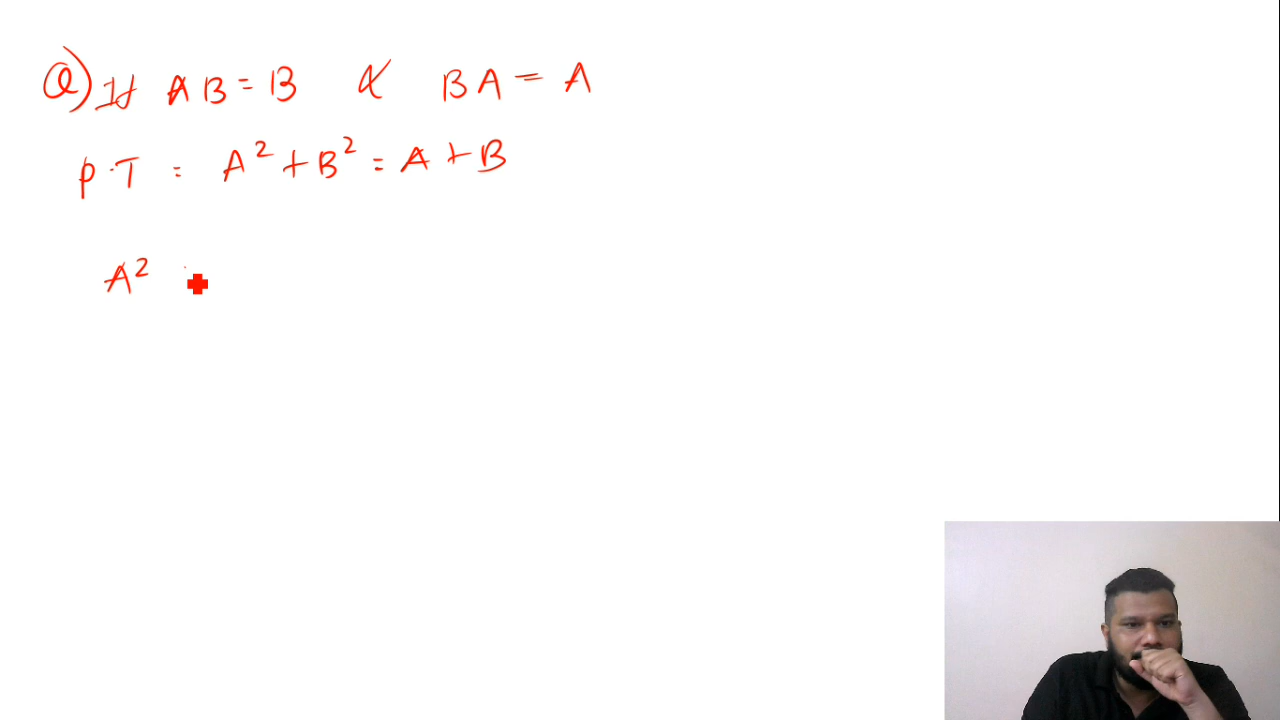 Q) If AB = B & BA = A
P.T = A² + B² = A + B
A²